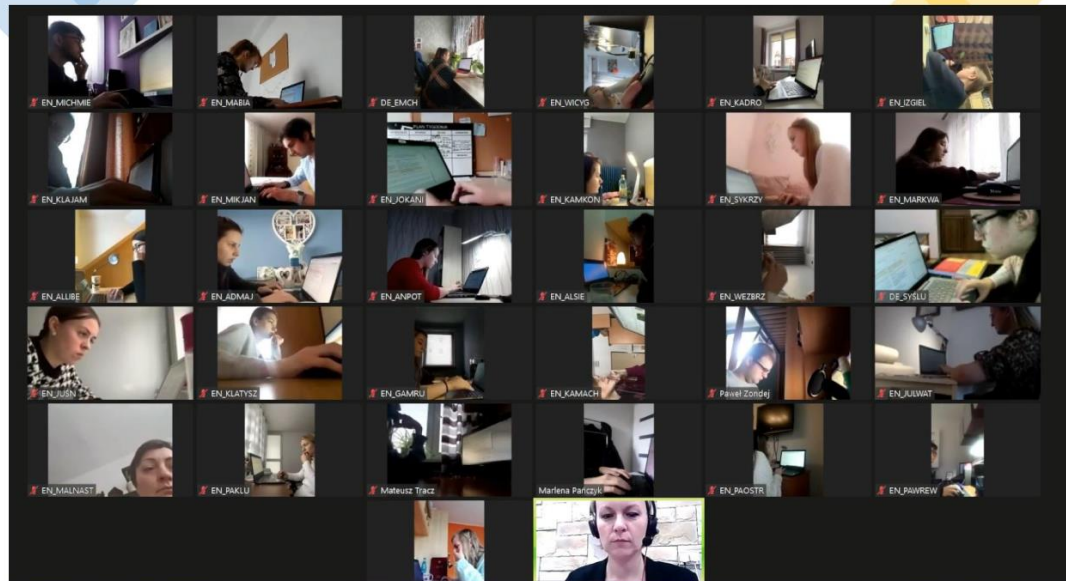 EN_MICHMIE
EN_MABIA
DE_EMCH
EN_WICYG
EN_KADRO
EN_IZGIEL
EN_KLAJAM
EN_MIKJAN
EN_JOKANI
EN_KAMKON
EN_SYKRZY
EN_MARKWA
EN_ALLIBE
EN_ADMAJ
EN_ANPOT
EN_ALSIE
EN_WEZBRZ
DE_SYSLU
EN_JUSN
EN_KLATYSZ
EN_GAMRU
EN_KAMACH
Paweł Zondej
EN_JULWAT
EN_MALNAST
EN_PAKLU
Mateusz Tracz
Marlena Pańczyk
EN_PAOSTR
EN_PAWREW